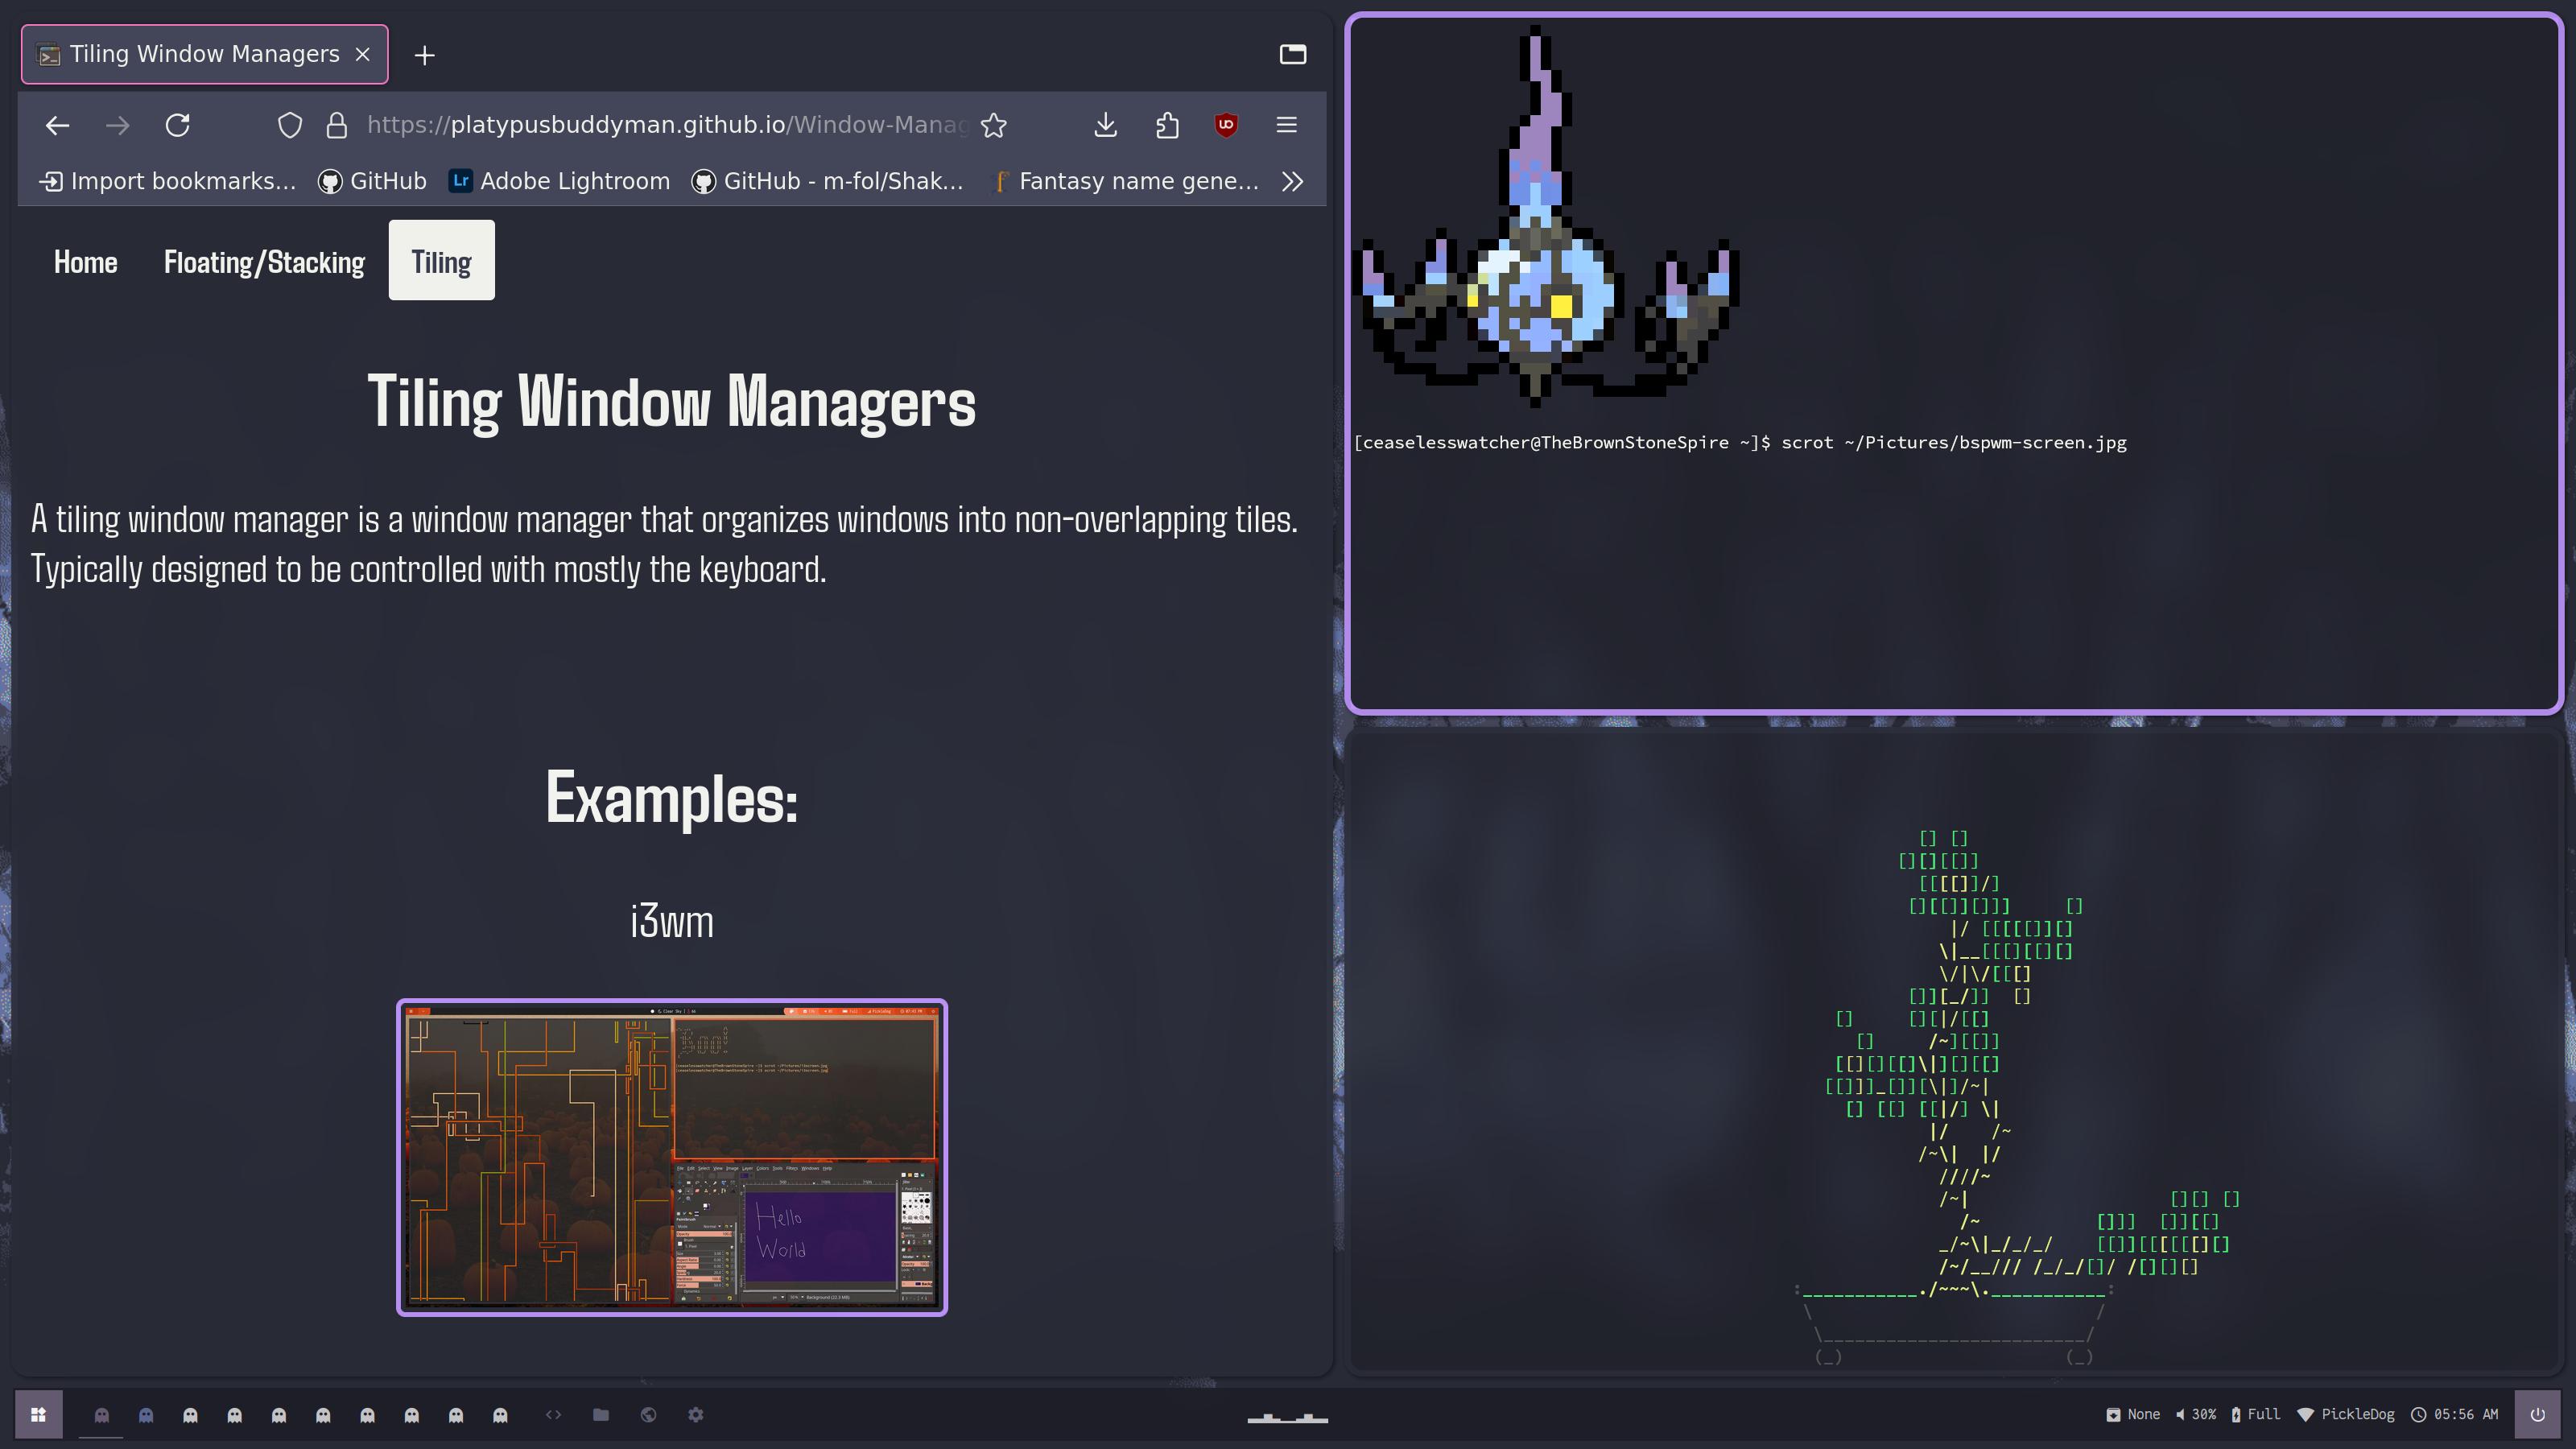 Tiling Window Managers
https://platypusbuddyman.github.io/Window-Manag
Import bookmarks... GitHub Lr Adobe Lightroom GitHub - m-fol/Shak... Fantasy name gene...
Home Floating/Stacking Tiling
Tiling Window Managers
A tiling window manager is a window manager that organizes windows into non-overlapping tiles.
Typically designed to be controlled with mostly the keyboard.
Examples:
i3wm
Hello
World
[ceaselesswatcher@TheBrownStoneSpire ~]$ scrot ~/Pictures/bspwm-screen.jpg
None 30% Full PickleDog 05:56 AM